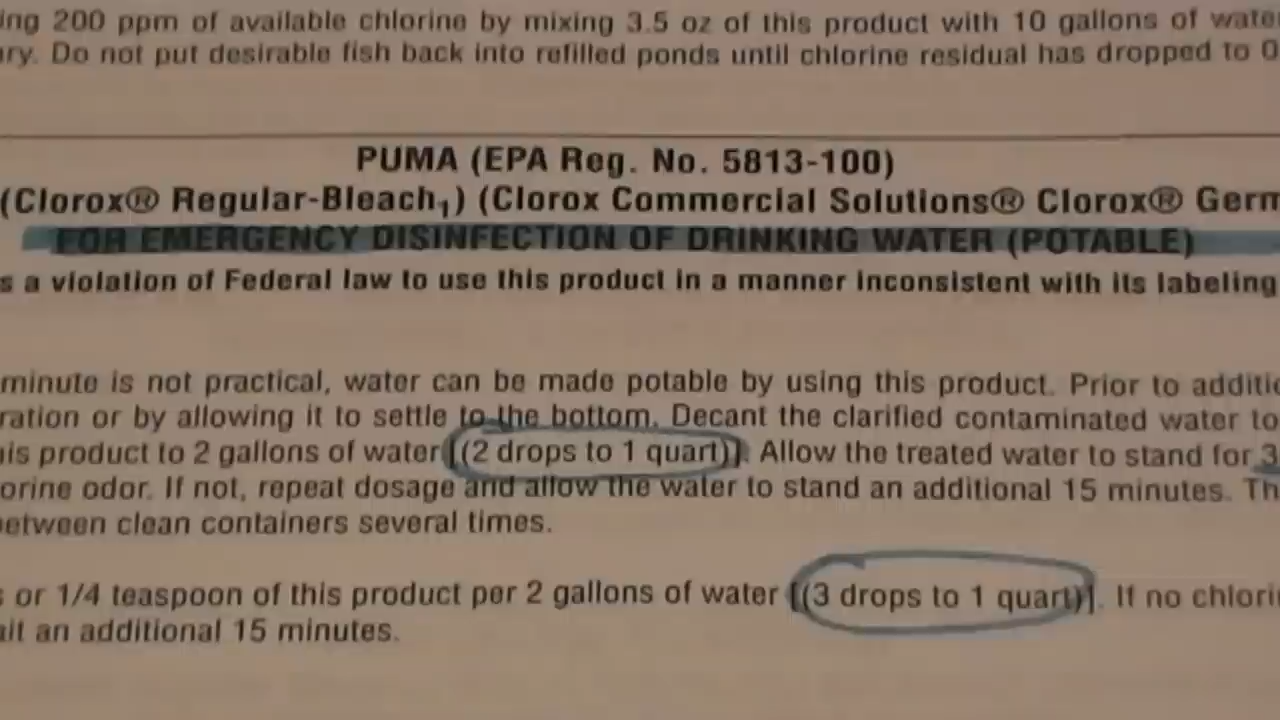 ing 200 ppm of available chlorine by mixing 3.5 oz of this product with 10 gallons of wate
ry. Do not put desirable fish back into refilled ponds until chlorine residual has dropped to 0
PUMA (EPA Reg. No. 5813-100)
(Clorox® Regular-Bleach₁) (Clorox Commercial Solutions® Clorox® Germ
FOR EMERGENCY DISINFECTION OF DRINKING WATER (POTABLE)
s a violation of Federal law to use this product in a manner inconsistent with its labeling
minute is not practical, water can be made potable by using this product. Prior to additio
ration or by allowing it to settle to the bottom. Decant the clarified contaminated water to
his product to 2 gallons of water [(2 drops to 1 quart)]. Allow the treated water to stand for 3
orine odor. If not, repeat dosage and allow the water to stand an additional 15 minutes. Th
between clean containers several times.
s or 1/4 teaspoon of this product per 2 gallons of water [(3 drops to 1 quart)]. If no chlori
ait an additional 15 minutes.